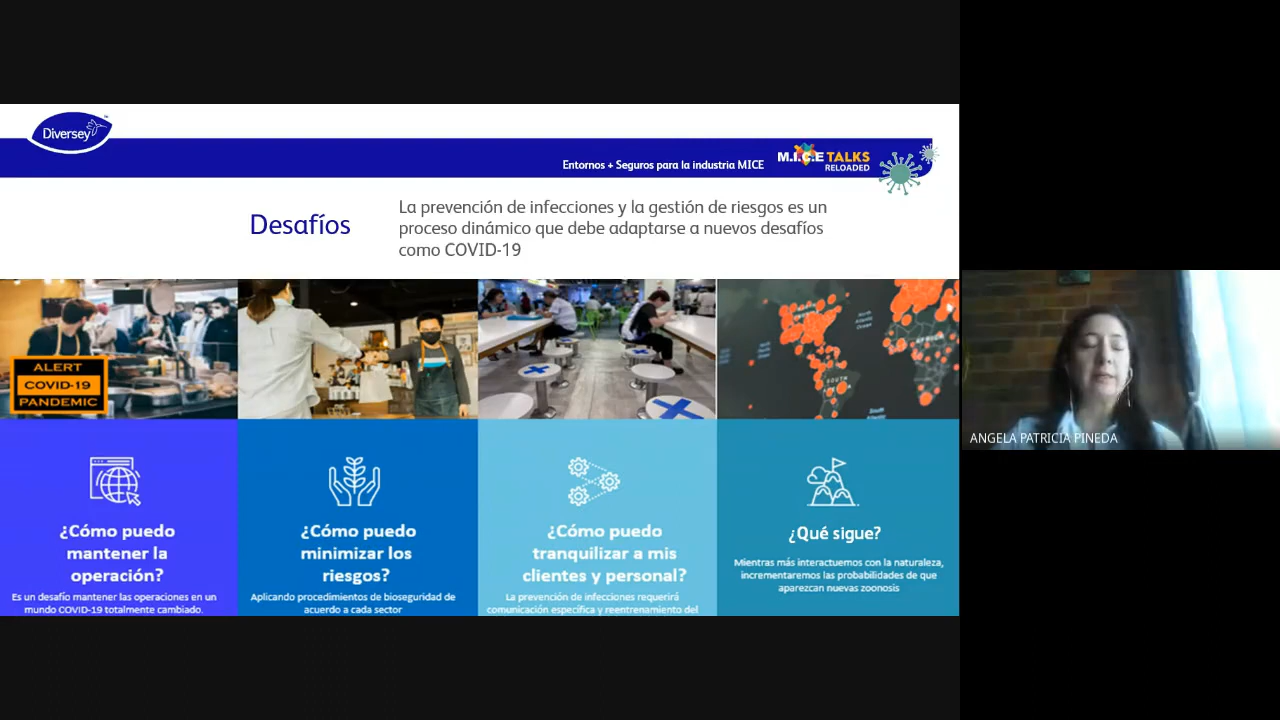 Diversey
Entornos + Seguros para la industria MICE
M.I.C.E TALKS
RELOADED
Desafíos
La prevención de infecciones y la gestión de riesgos es un
proceso dinámico que debe adaptarse a nuevos desafíos
como COVID-19
ALERT
COVID-19
PANDEMIC
SOUTH
¿Cómo puedo
mantener la
operación?
Es un desafío mantener las operaciones en un
mundo COVID-19 totalmente cambiado.
¿Cómo puedo
minimizar los
riesgos?
Aplicando procedimientos de bioseguridad de
acuerdo a cada sector
¿Cómo puedo
tranquilizar a mis
clientes y personal?
La prevención de infecciones requerirá
comunicación específica y reentrenamiento del
¿Qué sigue?
Mientras más interactuemos con la naturaleza,
incrementaremos las probabilidades de que
aparezcan nuevas zoonosis
ANGELA PATRICIA PINEDA